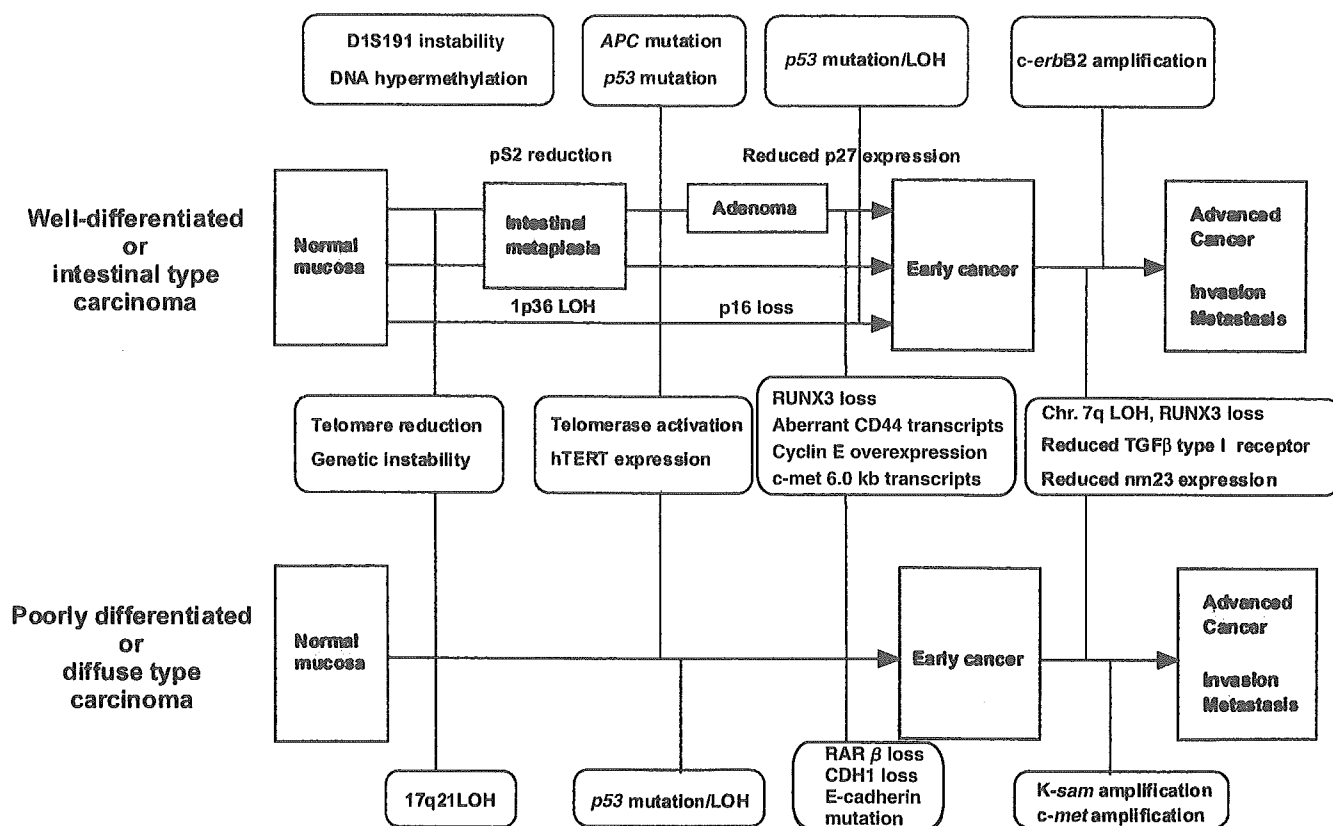 D1S191 instability
DNA hypermethylation
APC mutation
p53 mutation
p53 mutation/LOH
c-erbB2 amplification
pS2 reduction
Reduced p27 expression
Well-differentiated
or
intestinal type
carcinoma
Normal
mucosa
Intestinal
metaplasia
Adenoma
Early cancer
Advanced
Cancer
Invasion
Metastasis
1p36 LOH
p16 loss
Telomere reduction
Genetic instability
Telomerase activation
hTERT expression
RUNX3 loss
Aberrant CD44 transcripts
Cyclin E overexpression
c-met 6.0 kb transcripts
Chr. 7q LOH, RUNX3 loss
Reduced TGFβ type I receptor
Reduced nm23 expression
Poorly differentiated
or
diffuse type
carcinoma
Normal
mucosa
Early cancer
Advanced
Cancer
Invasion
Metastasis
17q21LOH
p53 mutation/LOH
RAR β loss
CDH1 loss
E-cadherin
mutation
K-sam amplification
c-met amplification